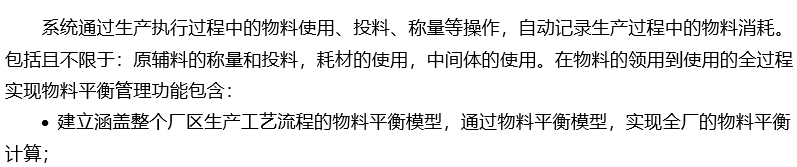 系统通过生产执行过程中的物料使用、投料、称量等操作，自动记录生产过程中的物料消耗。
包括且不限于：原辅料的称量和投料，耗材的使用，中间体的使用。在物料的领用到使用的全过程
实现物料平衡管理功能包含：
• 建立涵盖整个厂区生产工艺流程的物料平衡模型，通过物料平衡模型，实现全厂的物料平衡
计算；